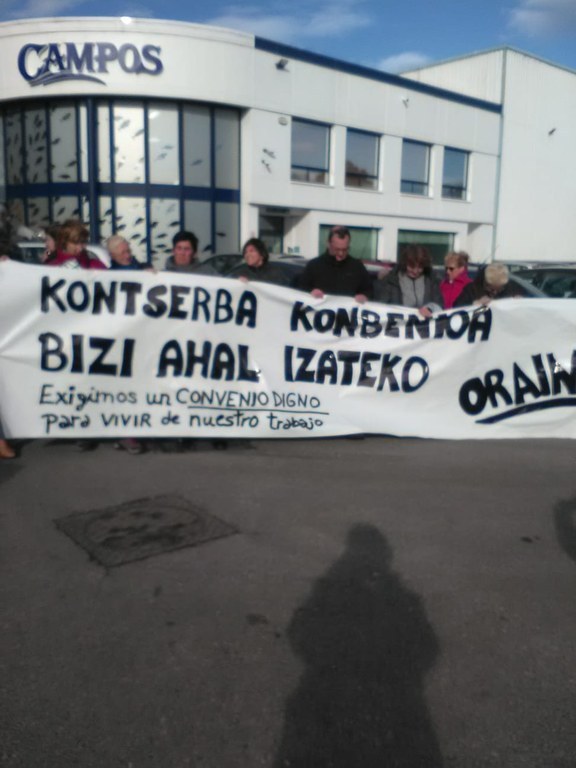 CAMPOS
KONTSERBA KONBENIOA
BIZI AHAL IZATEKO
ORAIN
Exigimos un CONVENIO DIGNO
para VIVIR de nuestro trabajo